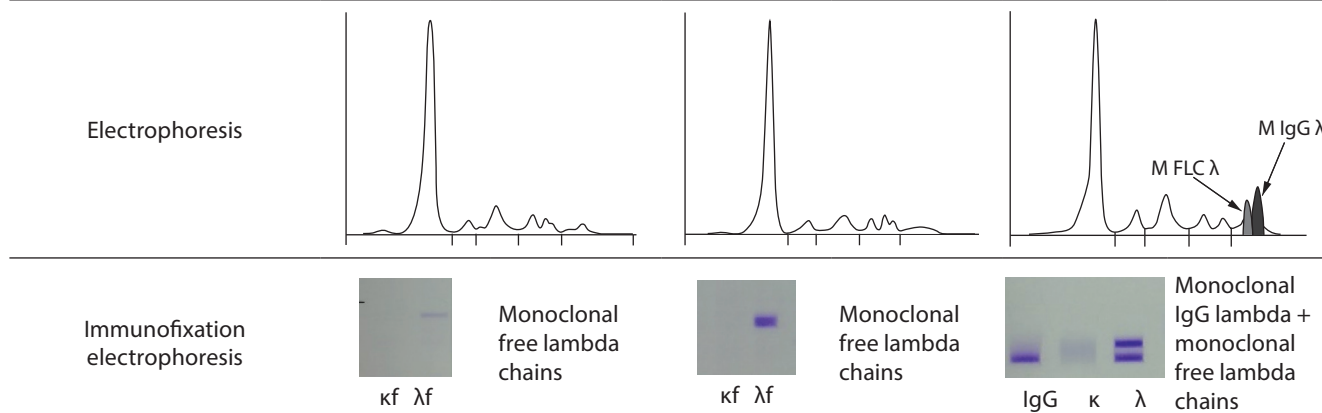 Electrophoresis
M IgG λ
M FLC λ
Immunofixation
electrophoresis
Monoclonal
free lambda
chains
κf λf
Monoclonal
free lambda
chains
κf λf
Monoclonal
IgG lambda +
monoclonal
free lambda
chains
IgG κ λ